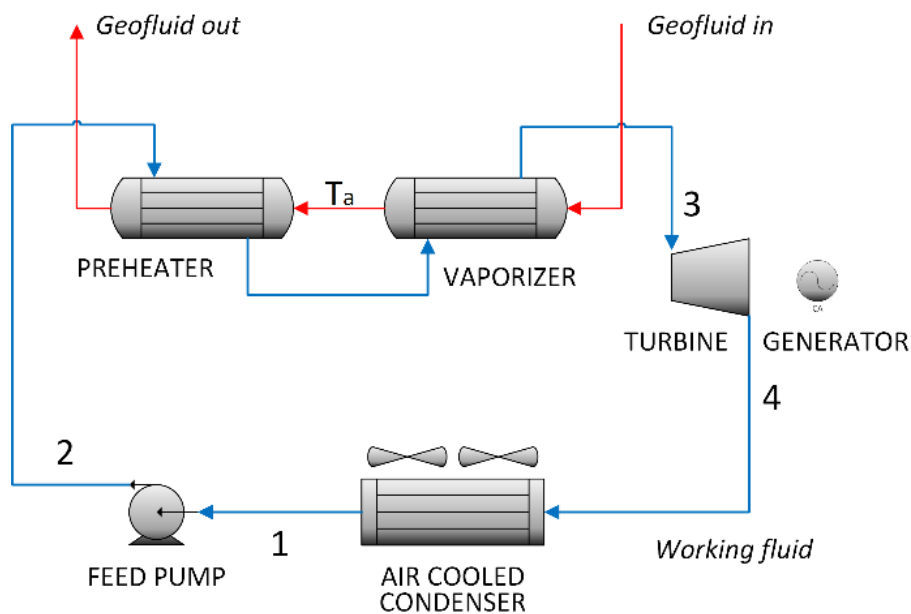 Geofluid out
Geofluid in
Ta
3
PREHEATER
VAPORIZER
CA
TURBINE
GENERATOR
4
2
1
Working fluid
FEED PUMP
AIR COOLED
CONDENSER